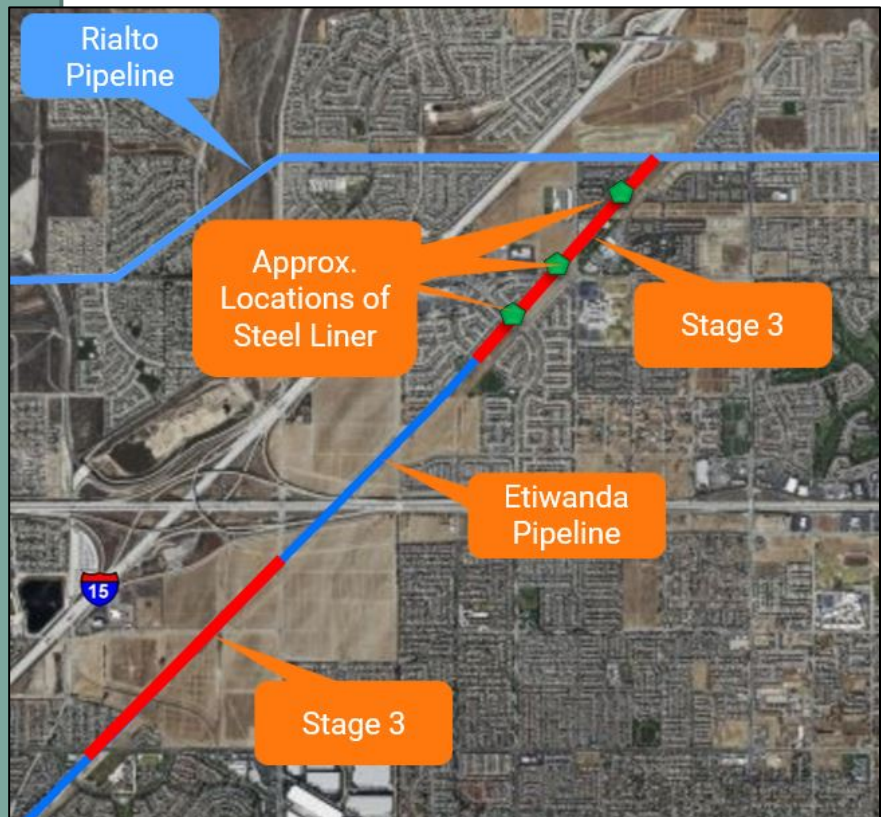 Rialto
Pipeline
Approx.
Locations of
Steel Liner
Stage 3
Etiwanda
Pipeline
15
Stage 3